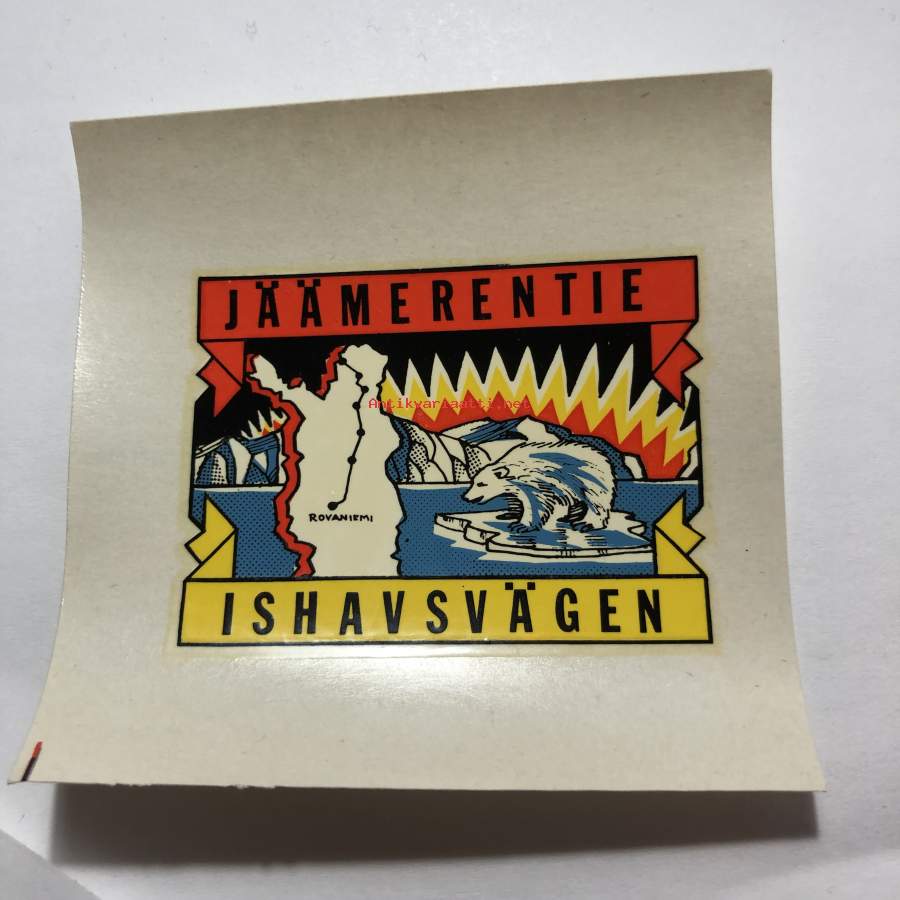 JÄÄMERENTIE
Antikvariaatti.net
ROVANIEMI
ISHAVSVÄGEN